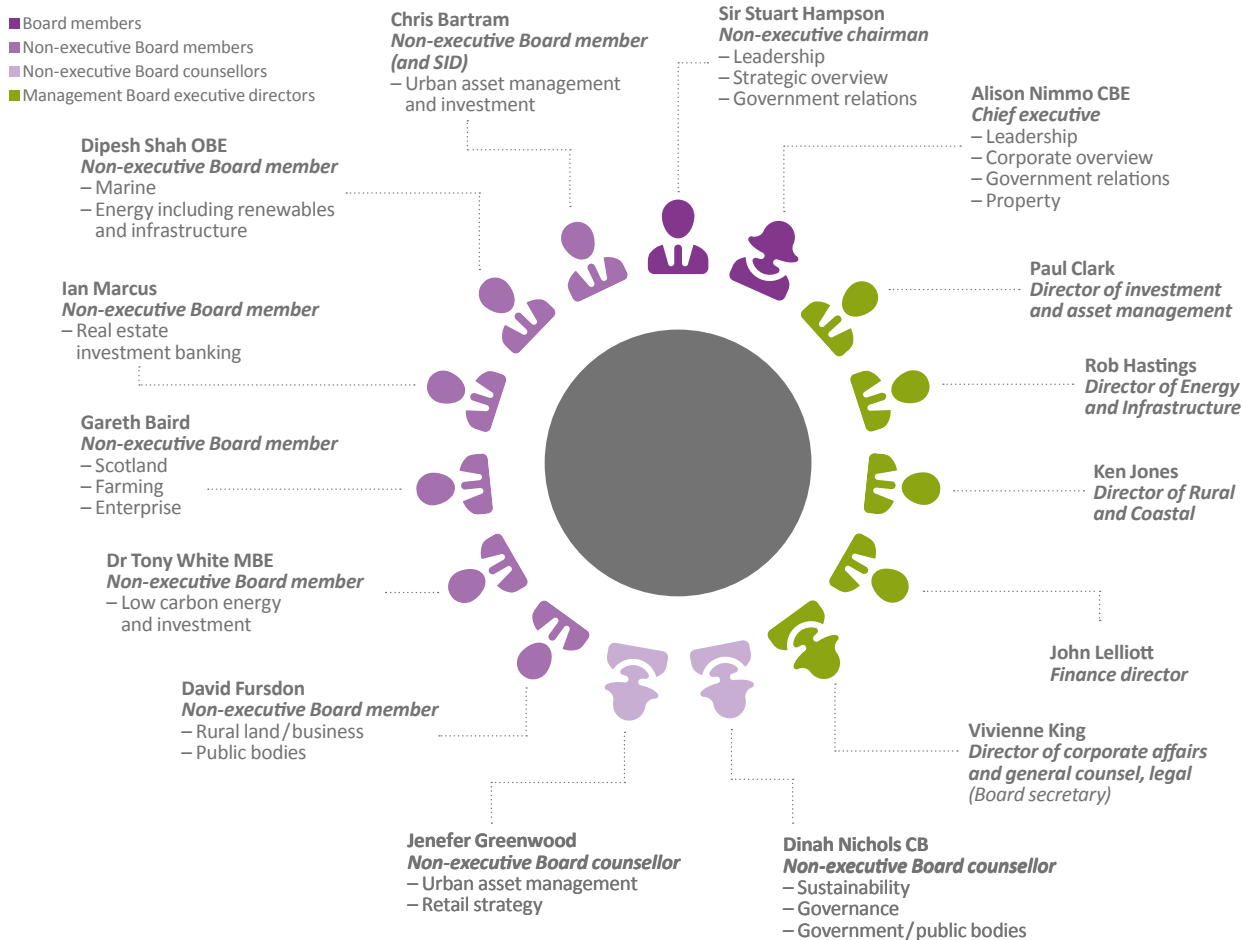 Board members
Non-executive Board members
Non-executive Board counsellors
Management Board executive directors
Chris Bartram
Non-executive Board member
(and SID)
– Urban asset management
and investment
Sir Stuart Hampson
Non-executive chairman
– Leadership
– Strategic overview
– Government relations
Alison Nimmo CBE
Chief executive
– Leadership
– Corporate overview
– Government relations
– Property
Dipesh Shah OBE
Non-executive Board member
– Marine
– Energy including renewables
and infrastructure
Paul Clark
Director of investment
and asset management
Ian Marcus
Non-executive Board member
– Real estate
investment banking
Rob Hastings
Director of Energy
and Infrastructure
Gareth Baird
Non-executive Board member
– Scotland
– Farming
– Enterprise
Ken Jones
Director of Rural
and Coastal
Dr Tony White MBE
Non-executive Board member
– Low carbon energy
and investment
John Lelliott
Finance director
David Fursdon
Non-executive Board member
– Rural land/business
– Public bodies
Vivienne King
Director of corporate affairs
and general counsel, legal
(Board secretary)
Jenefer Greenwood
Non-executive Board counsellor
– Urban asset management
– Retail strategy
Dinah Nichols CB
Non-executive Board counsellor
– Sustainability
– Governance
– Government/public bodies